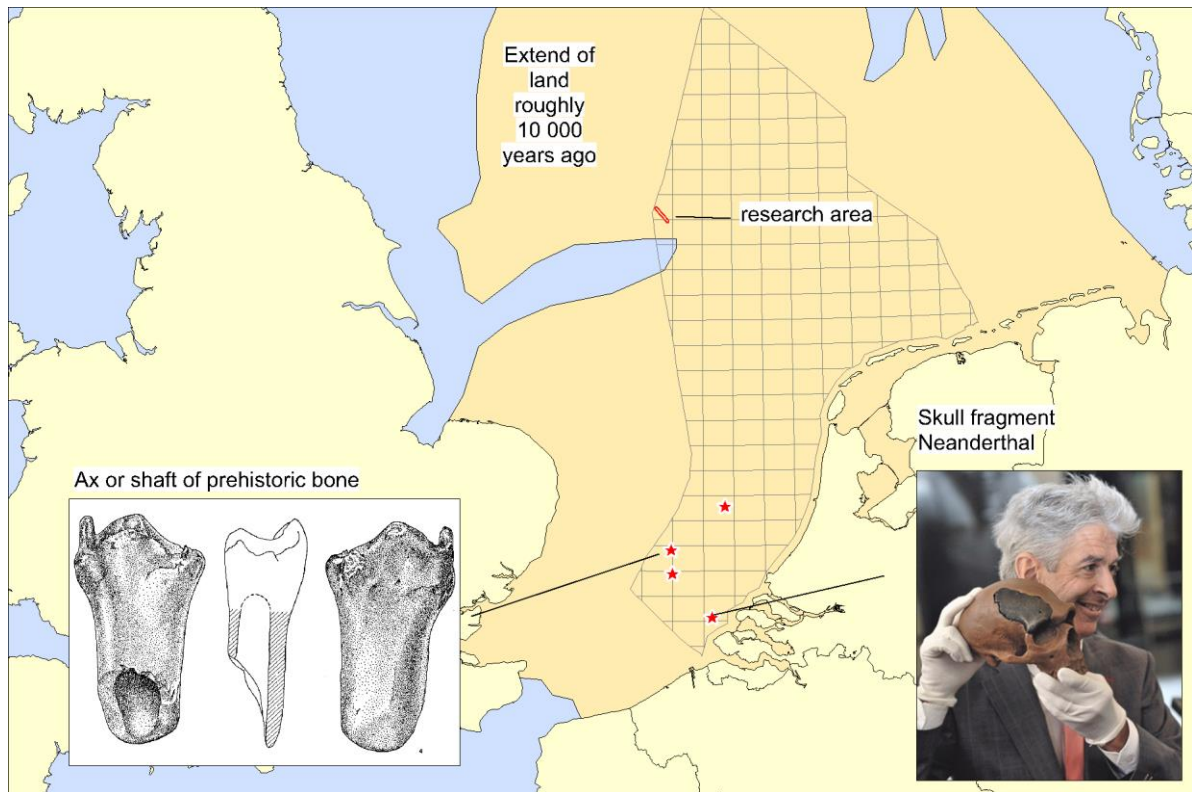 Extend of
land
roughly
10 000
years ago
research area
Skull fragment
Neanderthal
Ax or shaft of prehistoric bone